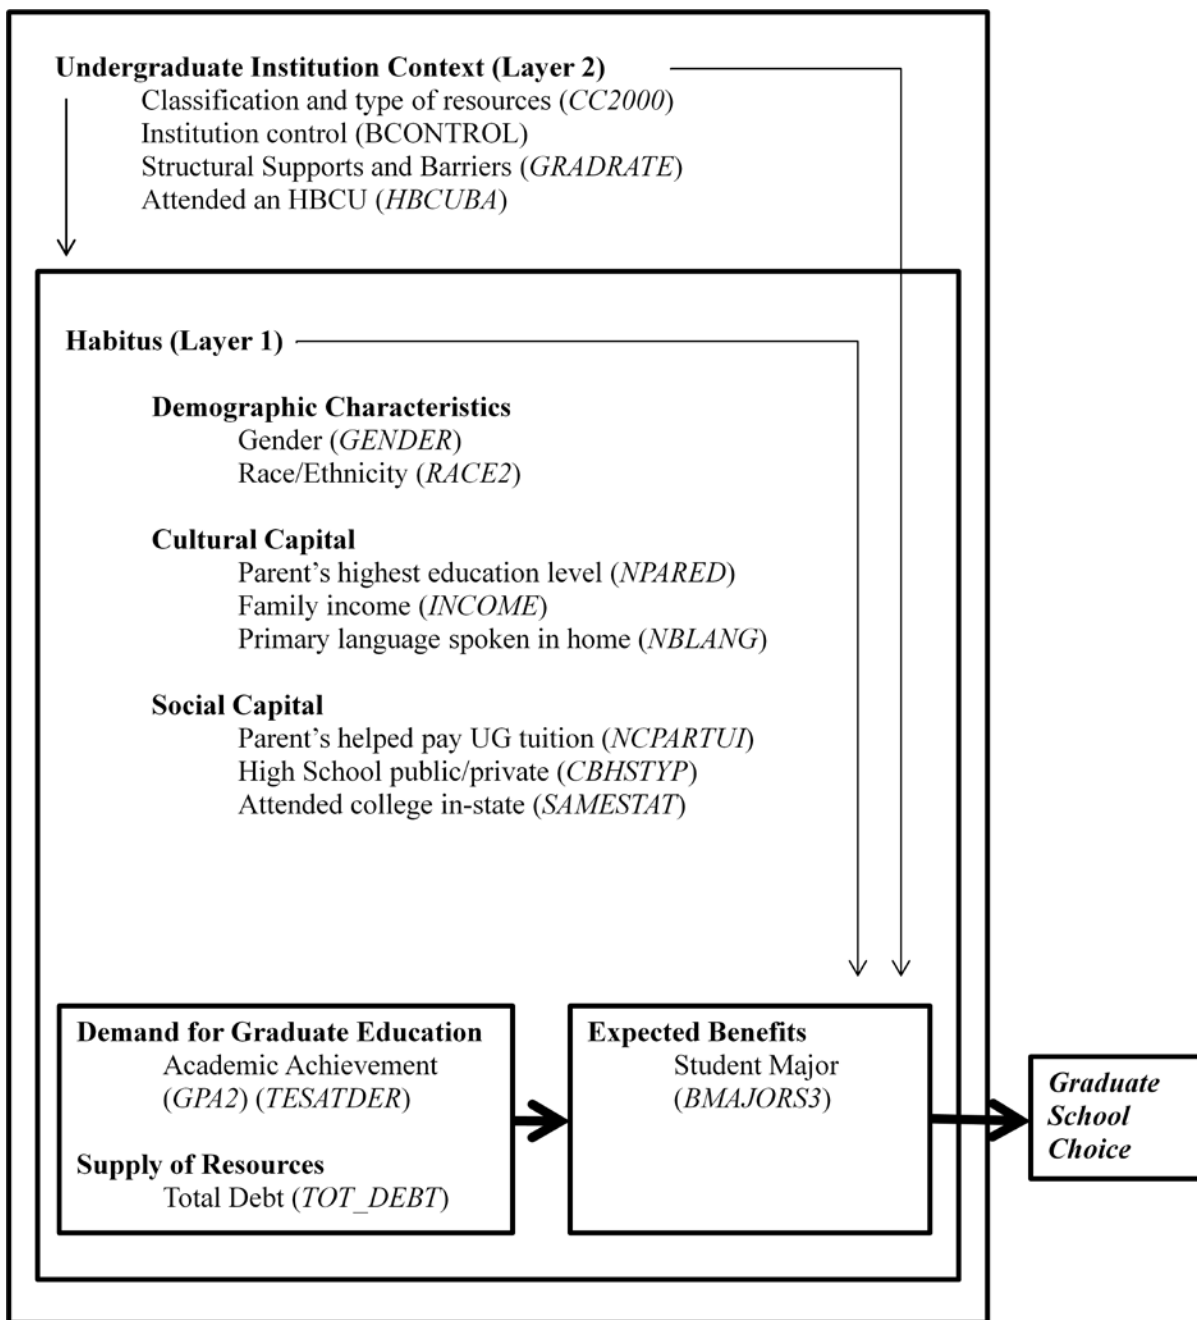 Undergraduate Institution Context (Layer 2)
Classification and type of resources (CC2000)
Institution control (BCONTROL)
Structural Supports and Barriers (GRADRATE)
Attended an HBCU (HBCUBA)
Habitus (Layer 1)
Demographic Characteristics
Gender (GENDER)
Race/Ethnicity (RACE2)
Cultural Capital
Parent’s highest education level (NPARED)
Family income (INCOME)
Primary language spoken in home (NBLANG)
Social Capital
Parent’s helped pay UG tuition (NCPARTUI)
High School public/private (CBHSTYP)
Attended college in-state (SAMESTAT)
Demand for Graduate Education
Academic Achievement
(GPA2) (TESATDER)
Supply of Resources
Total Debt (TOT_DEBT)
Expected Benefits
Student Major
(BMAJORS3)
Graduate
School
Choice